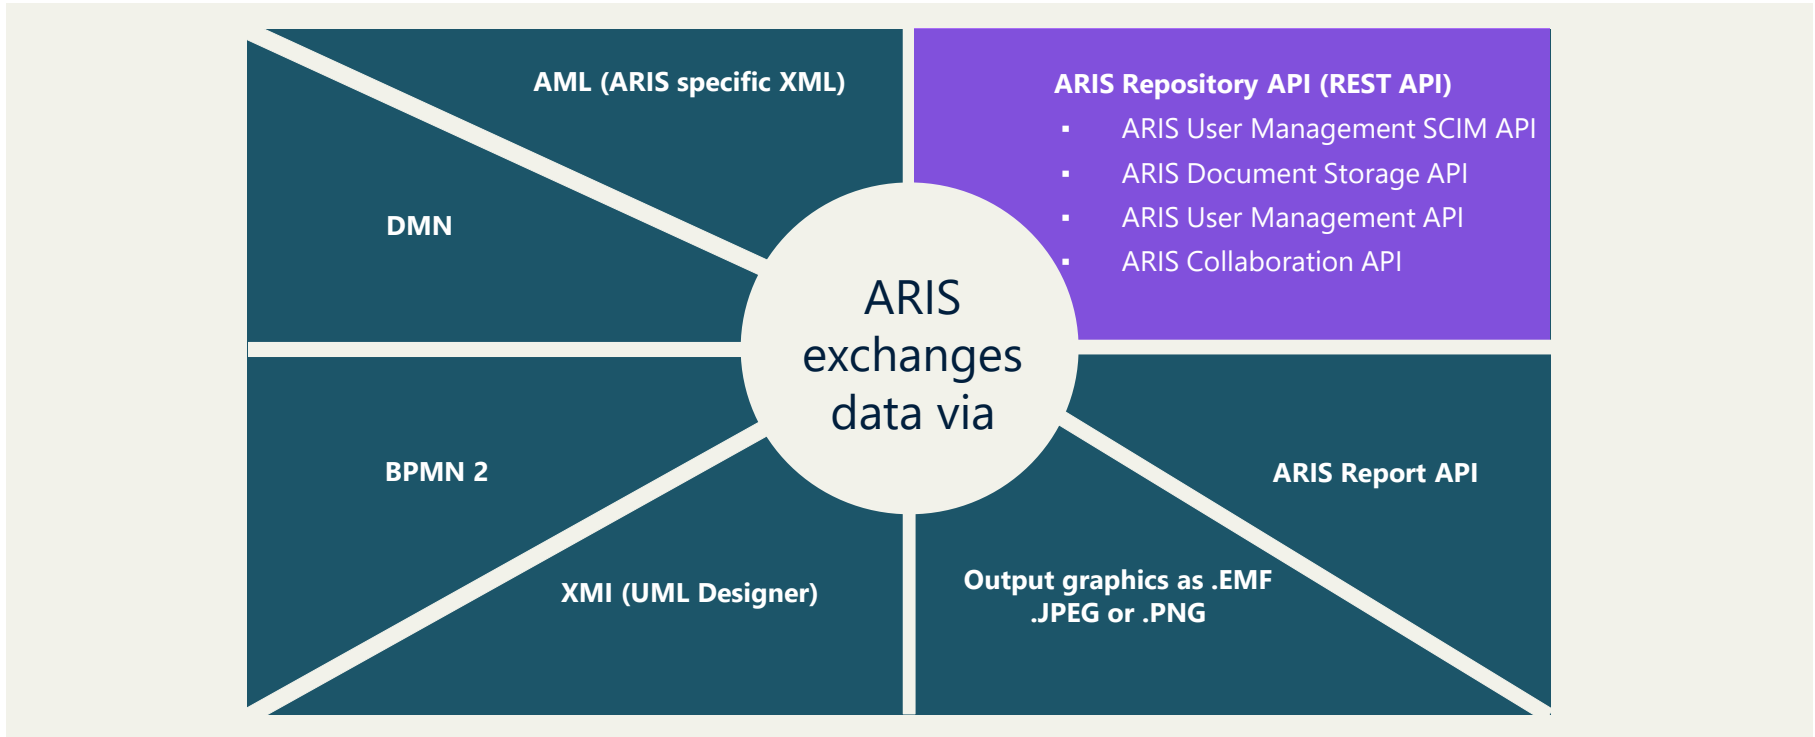 AML (ARIS specific XML)
ARIS Repository API (REST API)
▪ ARIS User Management SCIM API
▪ ARIS Document Storage API
▪ ARIS User Management API
▪ ARIS Collaboration API
DMN
ARIS
exchanges
data via
BPMN 2
ARIS Report API
XMI (UML Designer)
Output graphics as .EMF
.JPEG or .PNG